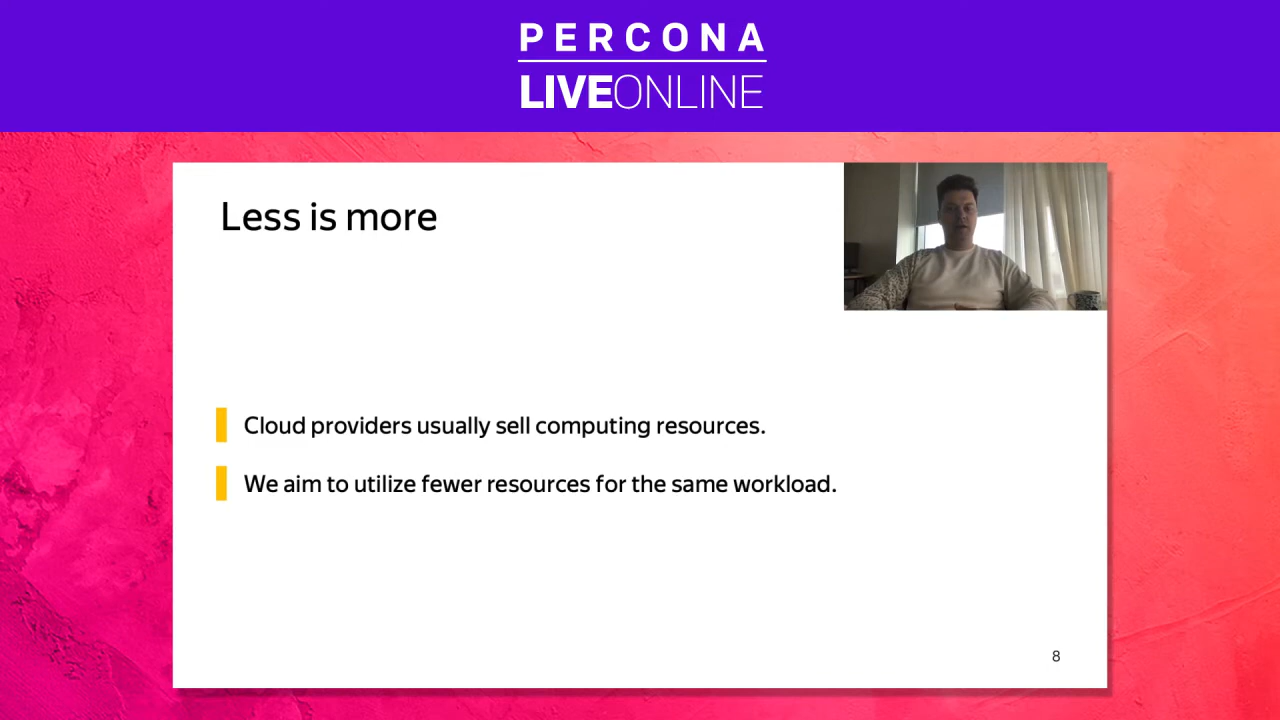 PERCONA
LIVEONLINE
Less is more
Cloud providers usually sell computing resources.
We aim to utilize fewer resources for the same workload.
8